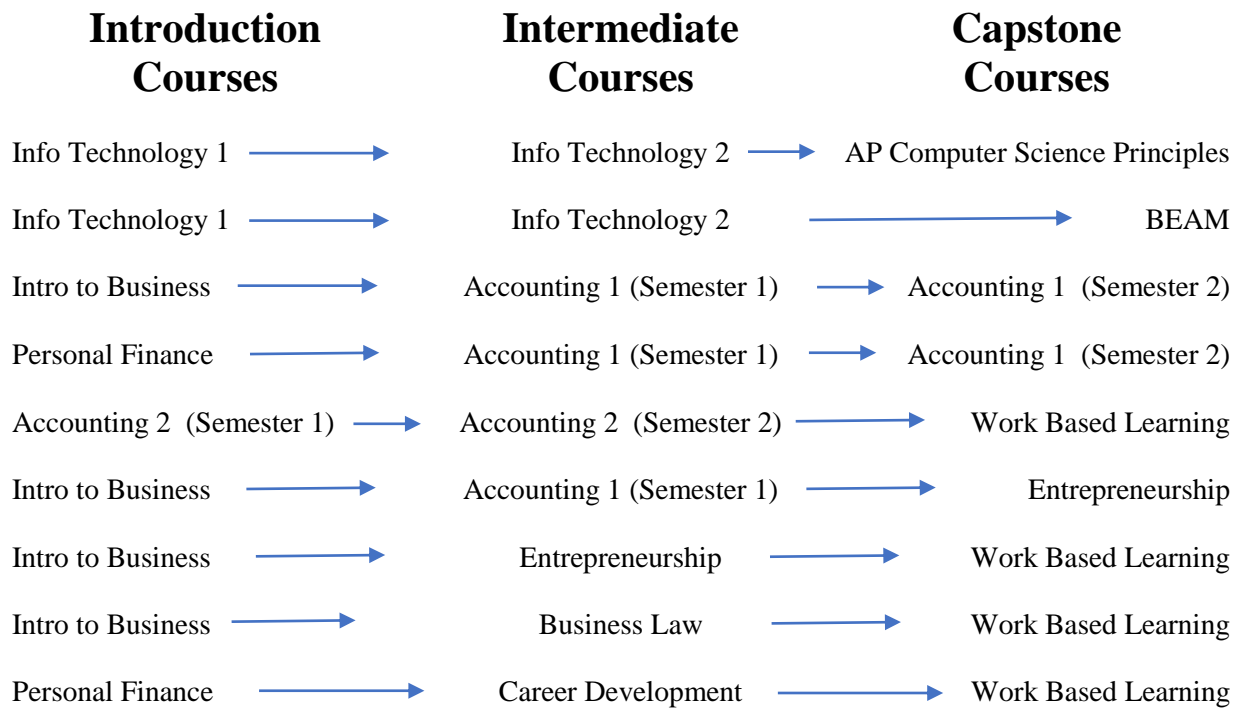 Introduction Courses Intermediate Courses Capstone Courses
Info Technology 1 Info Technology 2 AP Computer Science Principles
Info Technology 1 Info Technology 2 BEAM
Intro to Business Accounting 1 (Semester 1) Accounting 1 (Semester 2)
Personal Finance Accounting 1 (Semester 1) Accounting 1 (Semester 2)
Accounting 2 (Semester 1) Accounting 2 (Semester 2) Work Based Learning
Intro to Business Accounting 1 (Semester 1) Entrepreneurship
Intro to Business Entrepreneurship Work Based Learning
Intro to Business Business Law Work Based Learning
Personal Finance Career Development Work Based Learning